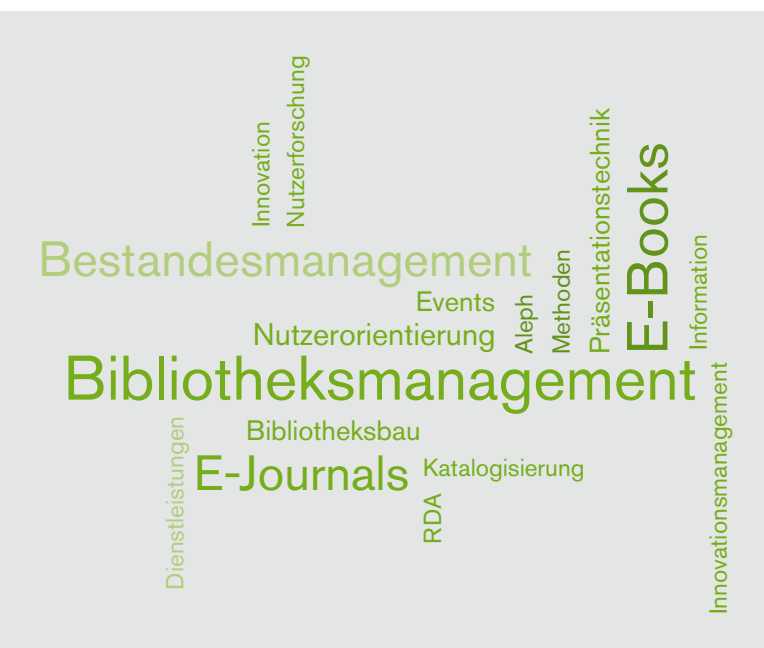 Innovation
Nutzerforschung
Präsentationstechnik
E-Books
Bestandesmanagement
Information
Methoden
Events
Aleph
Nutzerorientierung
Bibliotheksmanagement
Innovationsmanagement
Bibliotheksbau
Dienstleistungen
E-Journals
Katalogisierung
RDA